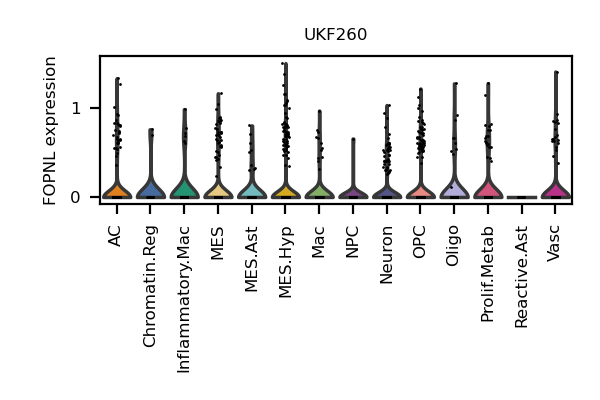 UKF260
FOPNL expression
1
0
AC
Chromatin.Reg
Inflammatory.Mac
MES
MES.Ast
MES.Hyp
Mac
NPC
Neuron
OPC
Oligo
Prolif.Metab
Reactive.Ast
Vasc